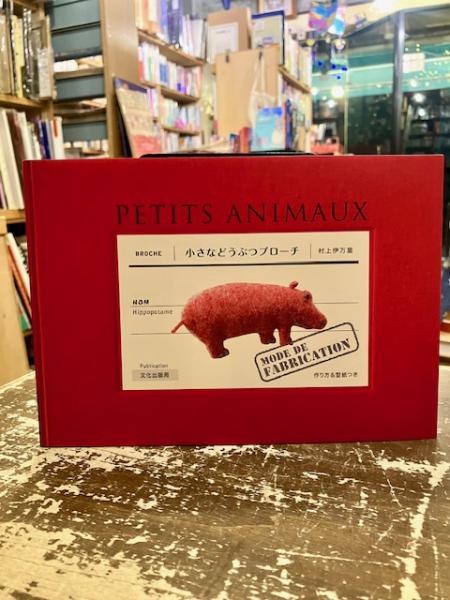 PETITS ANIMAUX
BROCHE
小さなどうぶつブローチ
村上伊万里
NOM
Hippopotame
MODE DE
FABRICATION
Publication
文化出版局
作り方&型紙つき